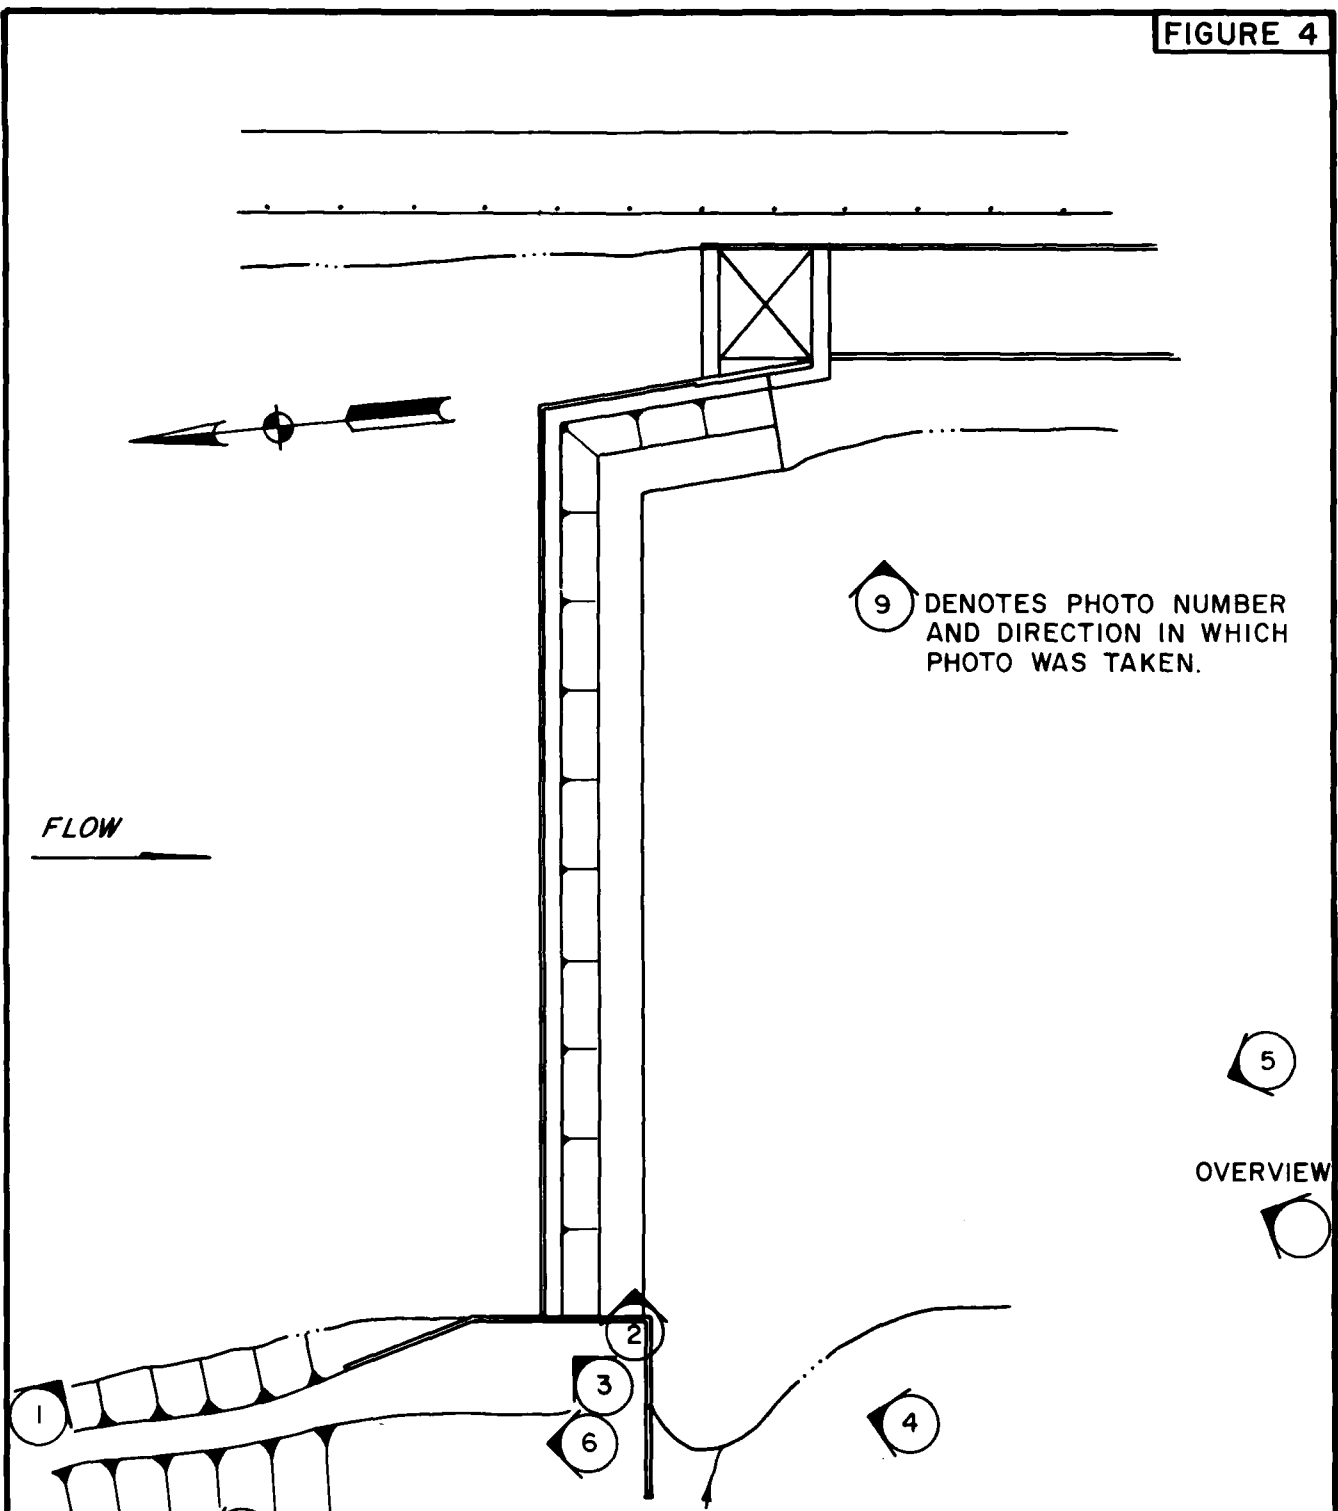 FIGURE 4
9 DENOTES PHOTO NUMBER
AND DIRECTION IN WHICH
PHOTO WAS TAKEN.
FLOW
5
OVERVIEW
2
3
1
4
6